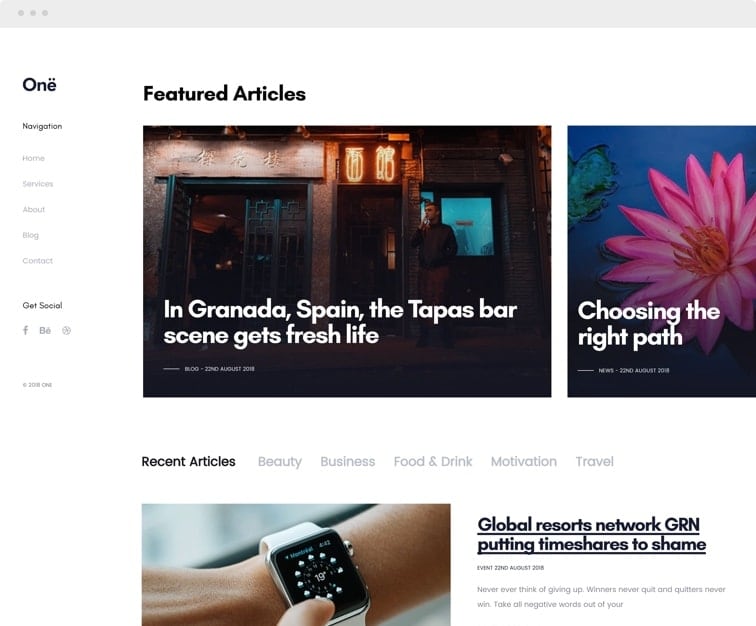 Onë
Navigation
Home
Services
About
Blog
Contact
Get Social
Bē
© 2018 ONE
Featured Articles
In Granada, Spain, the Tapas bar
scene gets fresh life
BLOG - 22ND AUGUST 2018
Choosing the
right path
NEWS - 22ND AUGUST 2018
Recent Articles Beauty Business Food & Drink Motivation Travel
Montréal 4:42
19°
Global resorts network GRN
putting timeshares to shame
EVENT 22ND AUGUST 2018
Never ever think of giving up. Winners never quit and quitters never
win. Take all negative words out of your